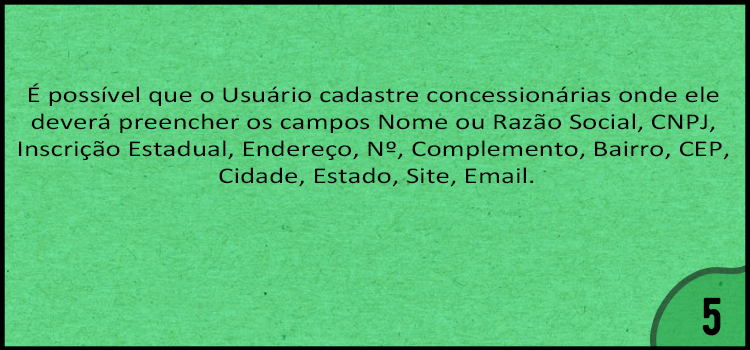 É possível que o Usuário cadastre concessionárias onde ele
deverá preencher os campos Nome ou Razão Social, CNPJ,
Inscrição Estadual, Endereço, Nº, Complemento, Bairro, CEP,
Cidade, Estado, Site, Email.
5